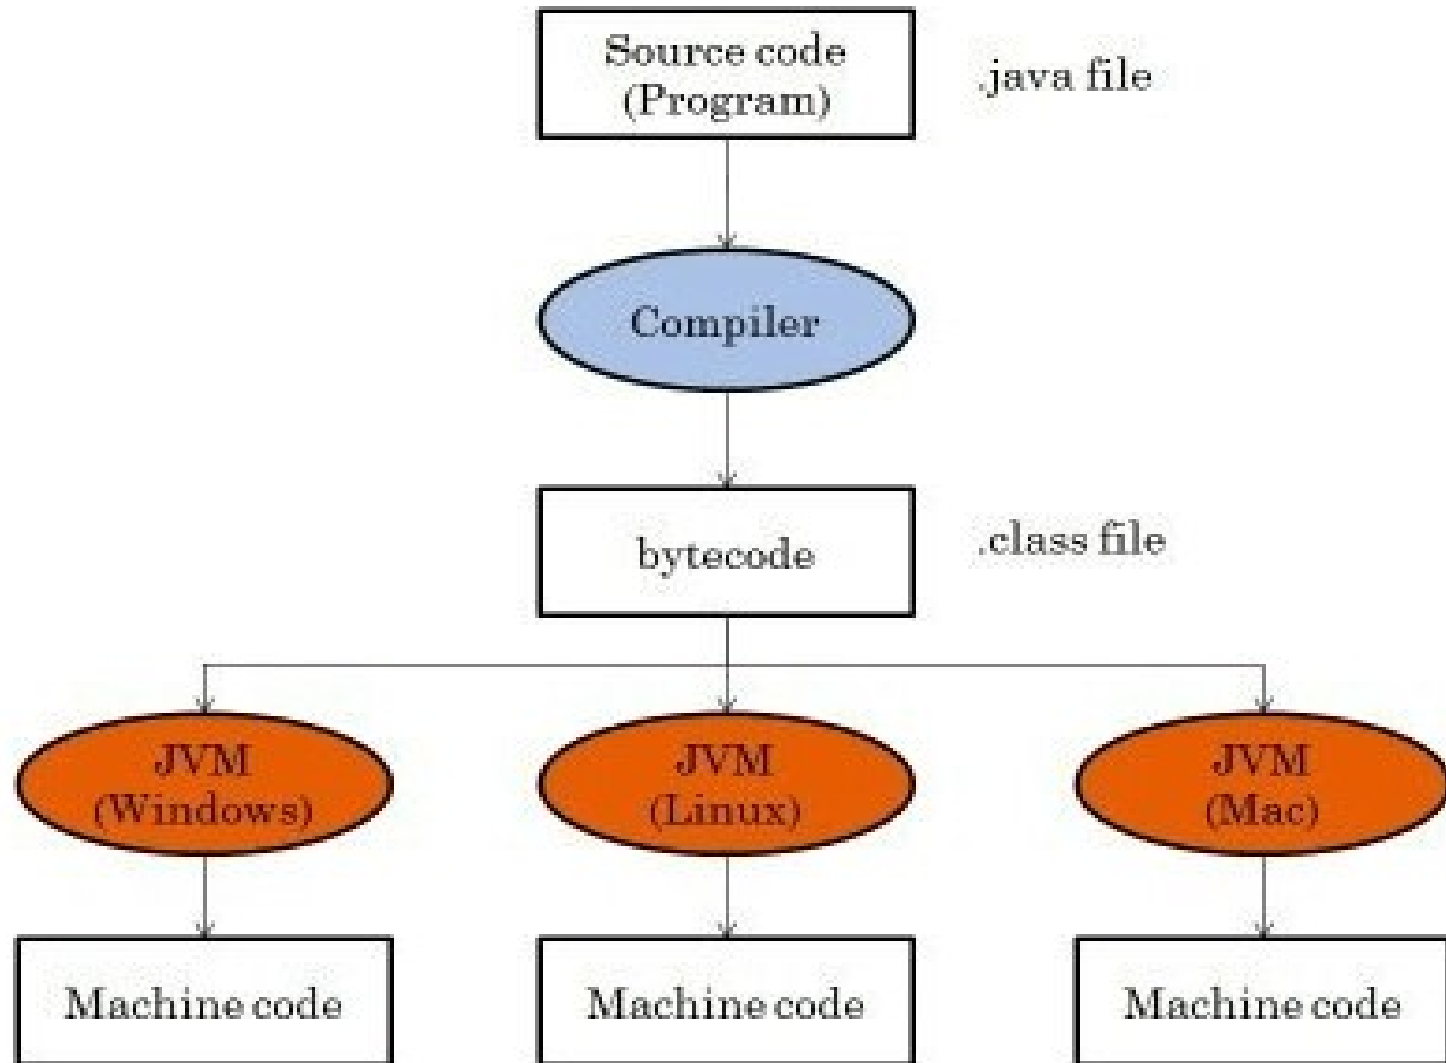 Source code
(Program)
.java file
Compiler
bytecode
.class file
JVM
(Windows)
JVM
(Linux)
JVM
(Mac)
Machine code
Machine code
Machine code